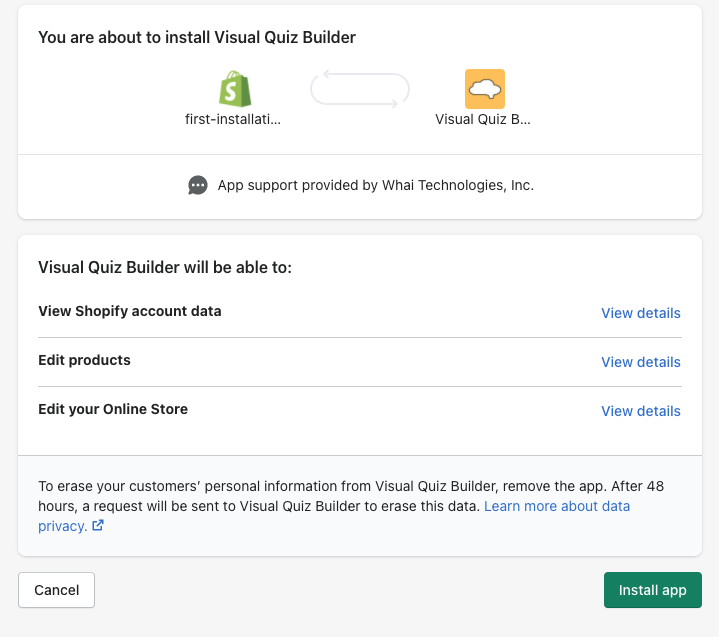 You are about to install Visual Quiz Builder
first-installati...
Visual Quiz B...
App support provided by Whai Technologies, Inc.
Visual Quiz Builder will be able to:
View Shopify account data
View details
Edit products
View details
Edit your Online Store
View details
To erase your customers’ personal information from Visual Quiz Builder, remove the app. After 48
hours, a request will be sent to Visual Quiz Builder to erase this data. Learn more about data
privacy.
Cancel
Install app